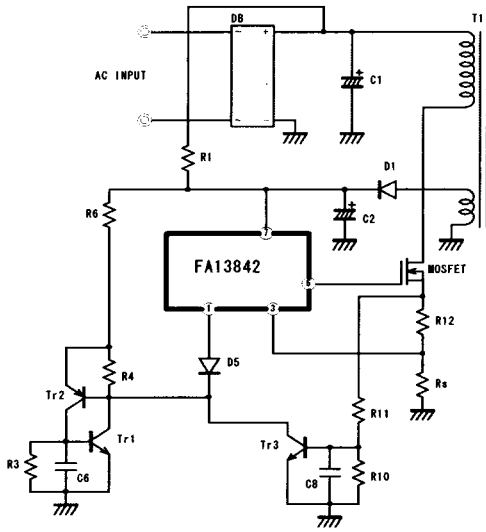 DB
T1
- +
AC INPUT
C1
- -
R1
D1
R6
C2
7
FA13842
MOSFET
6
1
3
R12
D5
R4
Rs
Tr2
R11
Tr1
Tr3
R3
C6
C8
R10